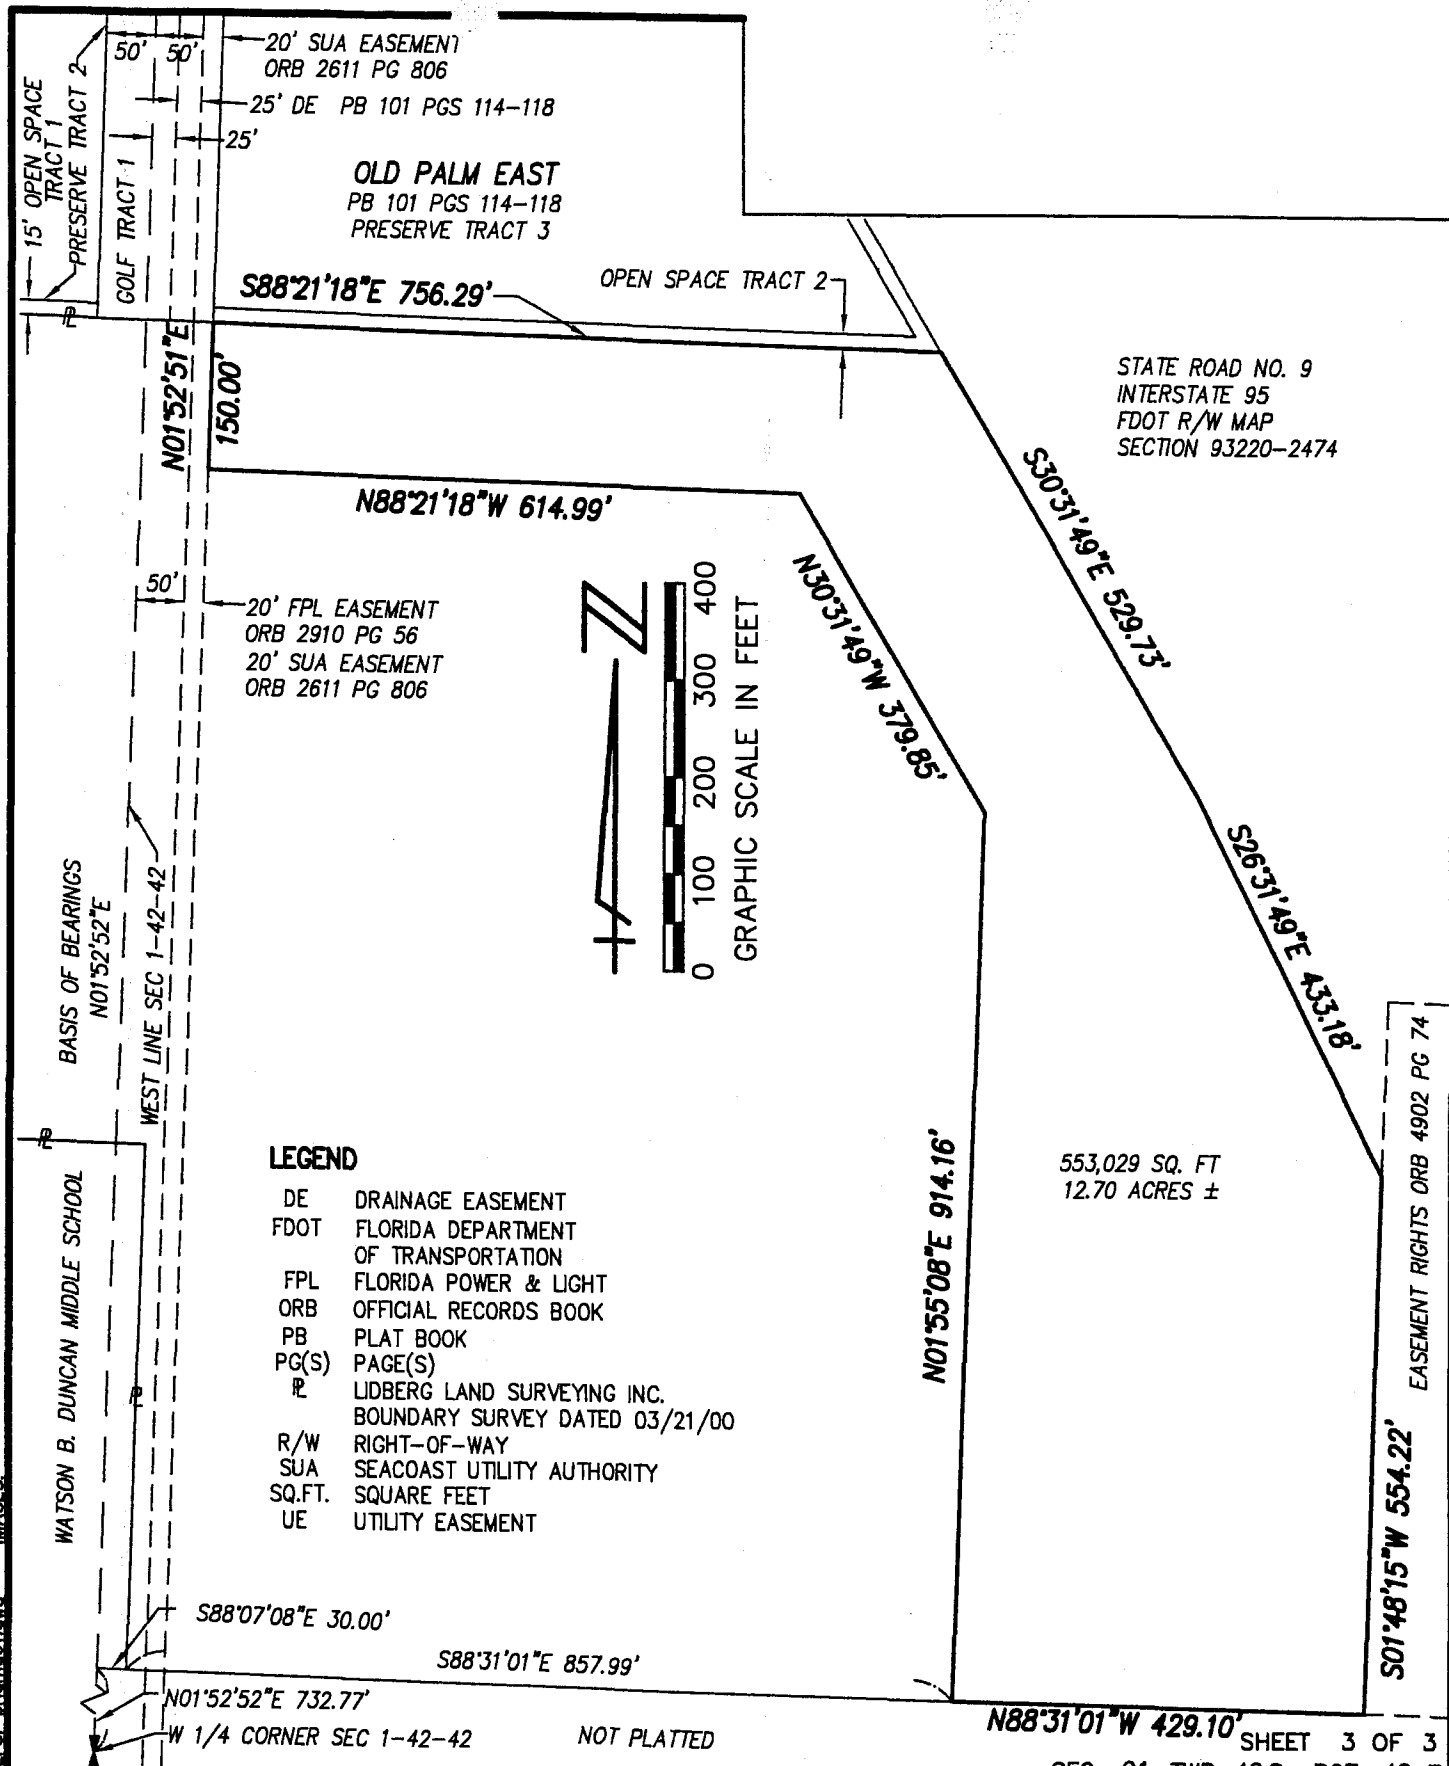 50' 50'
20' SUA EASEMENT
ORB 2611 PG 806
25' DE PB 101 PGS 114-118
25'
15' OPEN SPACE
TRACT 1
PRESERVE TRACT 2
GOLF TRACT 1
OLD PALM EAST
PB 101 PGS 114-118
PRESERVE TRACT 3
S88°21'18"E 756.29'
OPEN SPACE TRACT 2
STATE ROAD NO. 9
INTERSTATE 95
FDOT R/W MAP
SECTION 93220-2474
N01°52'51"E
150.00'
N88°21'18"W 614.99'
S30°31'49"E 529.73'
N30°31'49"W 379.85'
50'
20' FPL EASEMENT
ORB 2910 PG 56
20' SUA EASEMENT
ORB 2611 PG 806
Z
0 100 200 300 400
GRAPHIC SCALE IN FEET
BASIS OF BEARINGS
N01°52'52"E
WEST LINE SEC 1-42-42
S26°31'49"E 433.18'
EASEMENT RIGHTS ORB 4902 PG 74
N01°55'08"E 914.16'
553,029 SQ. FT
12.70 ACRES ±
LEGEND
DE DRAINAGE EASEMENT
FDOT FLORIDA DEPARTMENT
OF TRANSPORTATION
FPL FLORIDA POWER & LIGHT
ORB OFFICIAL RECORDS BOOK
PB PLAT BOOK
PG(S) PAGE(S)
PL LIDBERG LAND SURVEYING INC.
BOUNDARY SURVEY DATED 03/21/00
R/W RIGHT-OF-WAY
SUA SEACOAST UTILITY AUTHORITY
SQ.FT. SQUARE FEET
UE UTILITY EASEMENT
WATSON B. DUNCAN MIDDLE SCHOOL
S01°48'15"W 554.22'
S88°07'08"E 30.00'
S88°31'01"E 857.99'
N01°52'52"E 732.77'
W 1/4 CORNER SEC 1-42-42
NOT PLATTED
N88°31'01"W 429.10'
SHEET 3 OF 3